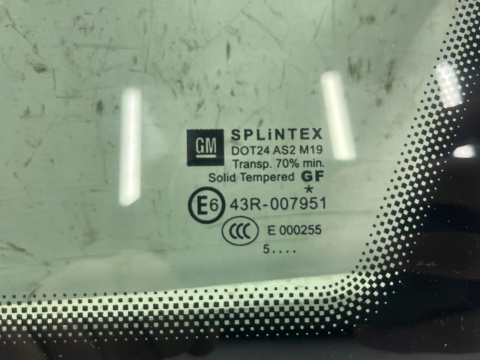 GM
SPLiNTEX
DOT24 AS2 M19
Transp. 70% min.
Solid Tempered GF
*
E6 43R-007951
CCC E 000255
5....